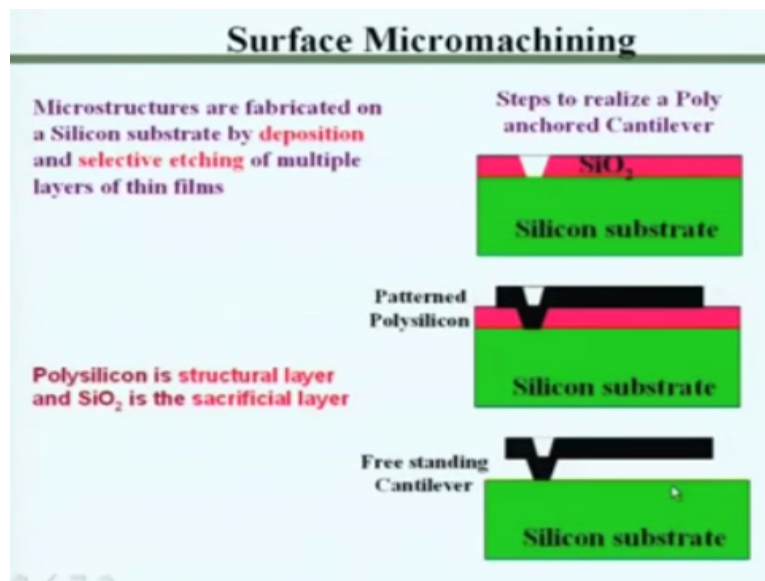 Surface Micromachining
Microstructures are fabricated on
a Silicon substrate by deposition
and selective etching of multiple
layers of thin films
Polysilicon is structural layer
and SiO₂ is the sacrificial layer
Steps to realize a Poly
anchored Cantilever
SiO₂
Silicon substrate
Patterned
Polysilicon
Silicon substrate
Free standing
Cantilever
Silicon substrate